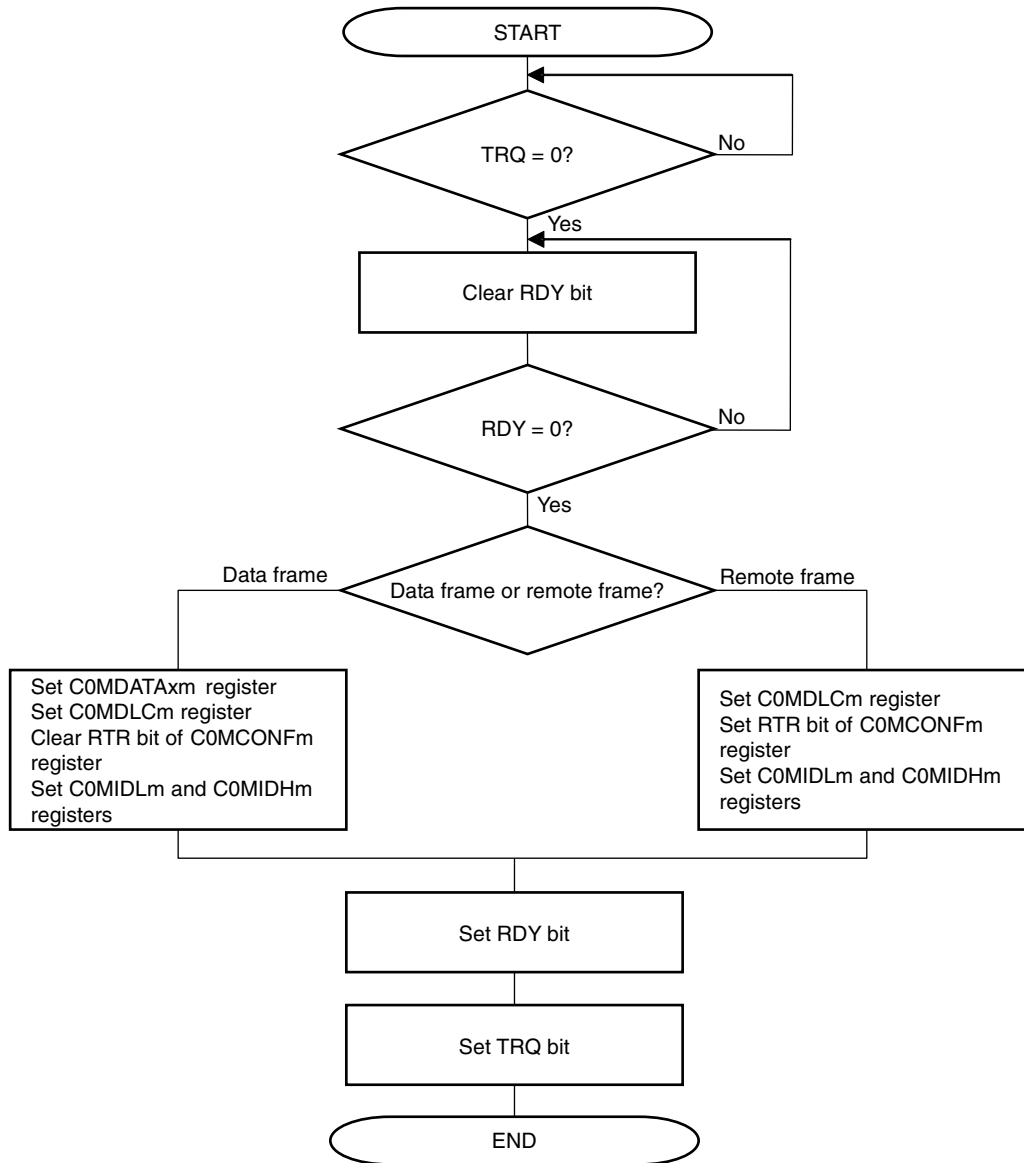 START
TRQ = 0?
No
Yes
Clear RDY bit
RDY = 0?
No
Yes
Data frame
Data frame or remote frame?
Remote frame
Set C0MDATAxm register
Set C0MDLCm register
Clear RTR bit of C0MCONFm
register
Set C0MIDLm and C0MIDHm
registers
Set C0MDLCm register
Set RTR bit of C0MCONFm
register
Set C0MIDLm and C0MIDHm
registers
Set RDY bit
Set TRQ bit
END